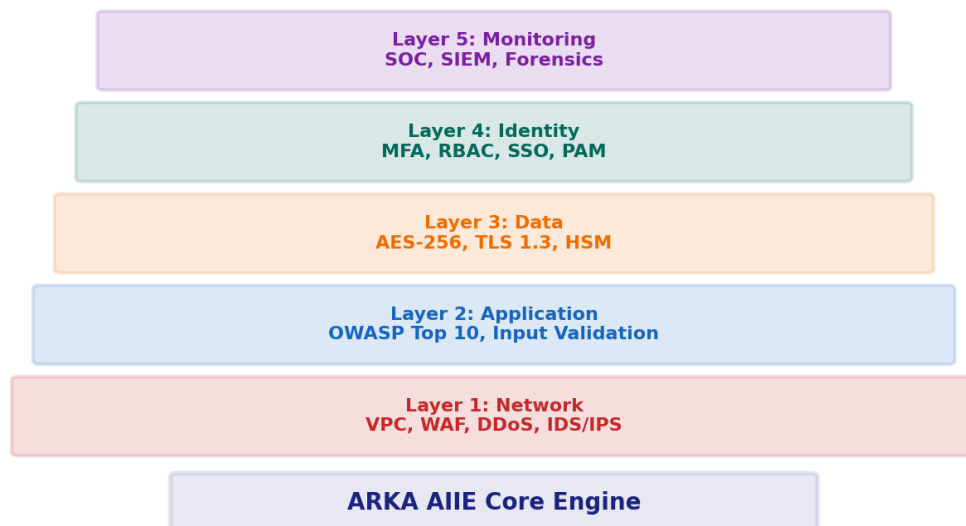 Layer 5: Monitoring
SOC, SIEM, Forensics
Layer 4: Identity
MFA, RBAC, SSO, PAM
Layer 3: Data
AES-256, TLS 1.3, HSM
Layer 2: Application
OWASP Top 10, Input Validation
Layer 1: Network
VPC, WAF, DDoS, IDS/IPS
ARKA AIIE Core Engine